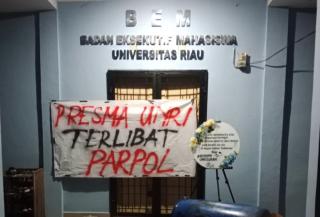 BEM
BADAN EKSEKUTIF MAHASISWA
UNIVERSITAS RIAU
PRESMA UNRI
TERLIBAT
PARPOL